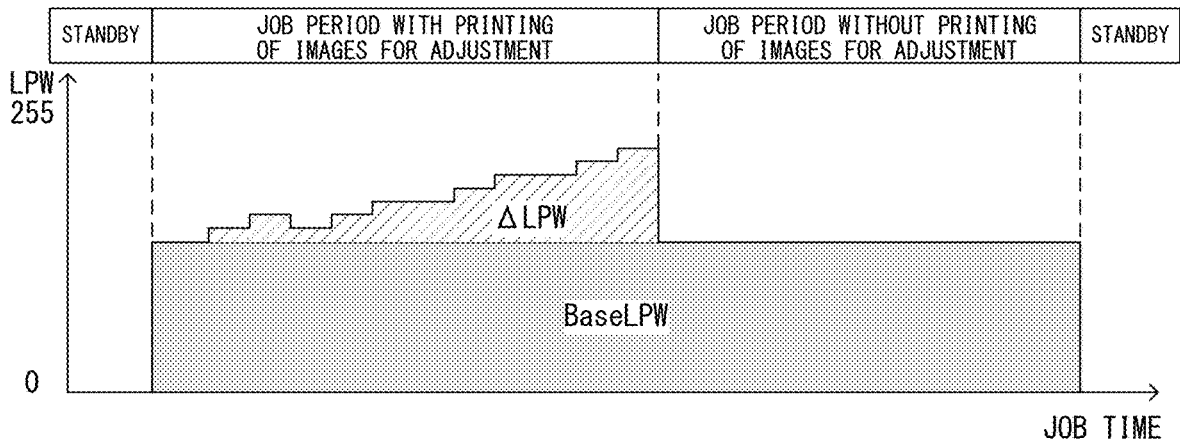 STANDBY
JOB PERIOD WITH PRINTING
OF IMAGES FOR ADJUSTMENT
JOB PERIOD WITHOUT PRINTING
OF IMAGES FOR ADJUSTMENT
STANDBY
LPW
255
ΔLPW
BaseLPW
0
JOB TIME